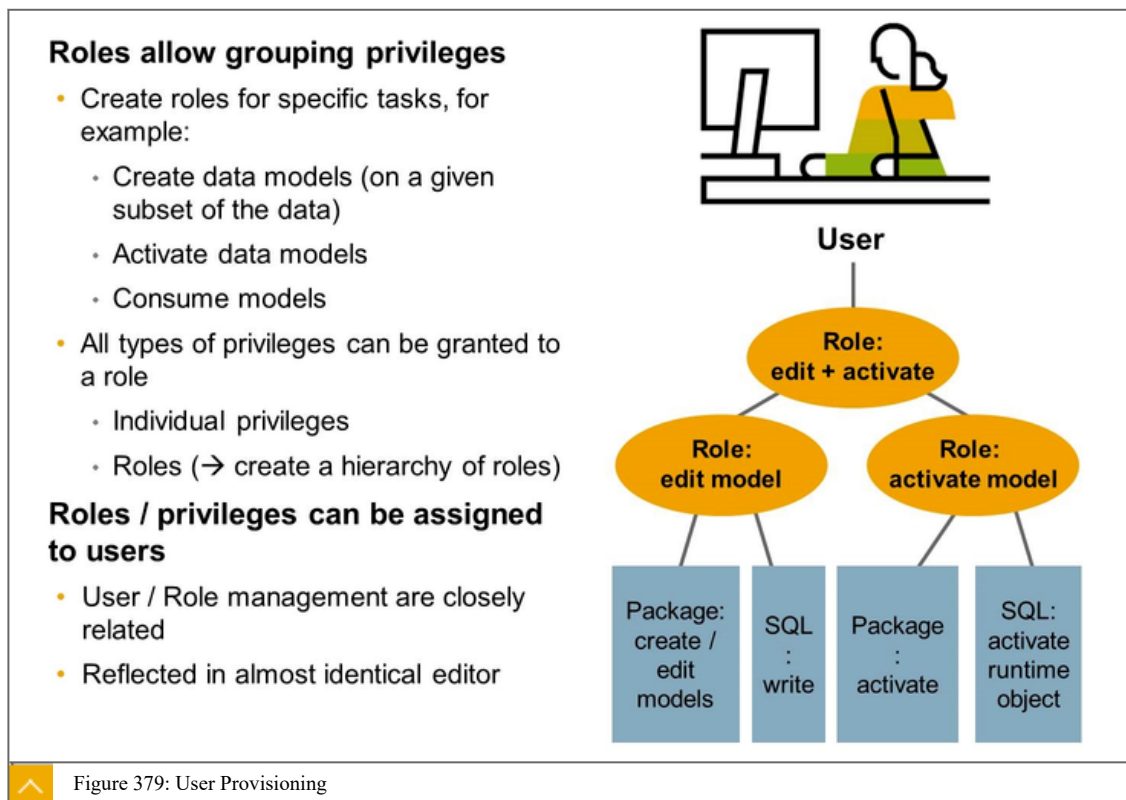 Roles allow grouping privileges
• Create roles for specific tasks, for
example:
• Create data models (on a given
subset of the data)
• Activate data models
• Consume models
• All types of privileges can be granted to
a role
• Individual privileges
• Roles (→ create a hierarchy of roles)
Roles / privileges can be assigned
to users
• User / Role management are closely
related
• Reflected in almost identical editor
User
Role:
edit + activate
Role:
edit model
Role:
activate model
Package:
create /
edit
models
SQL
:
write
Package
:
activate
SQL:
activate
runtime
object
Figure 379: User Provisioning